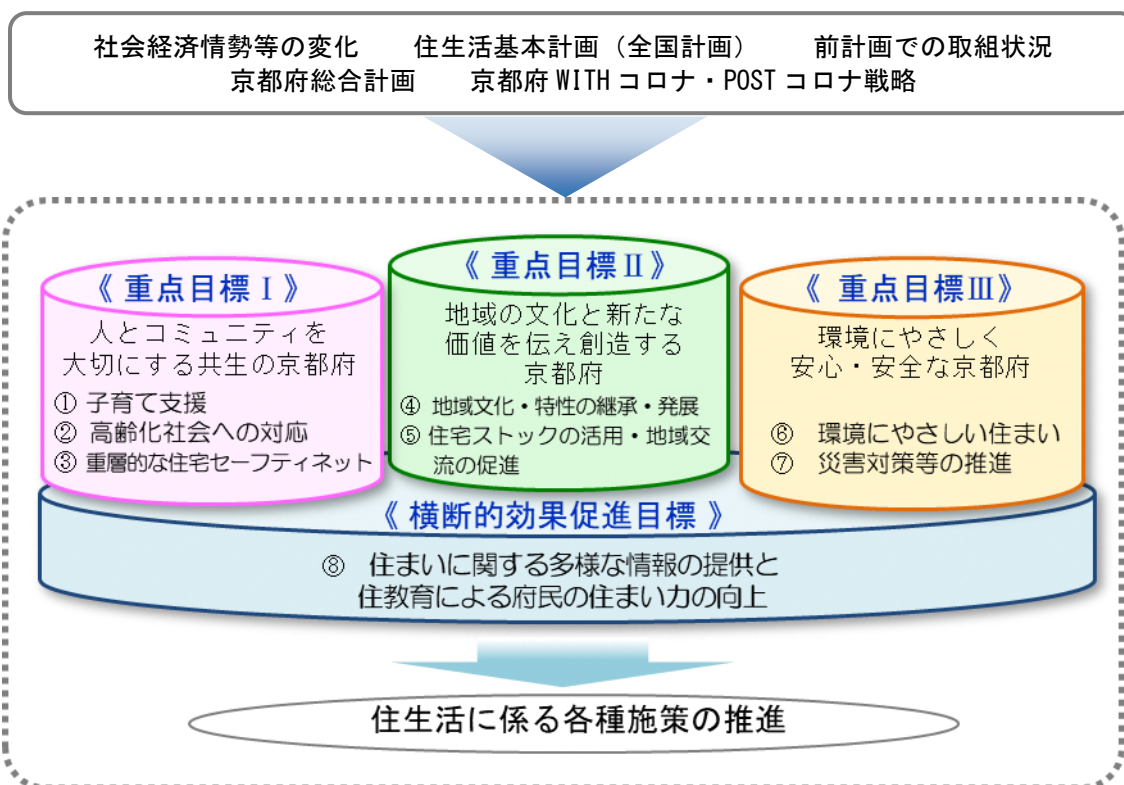 社会経済情勢等の変化　　住生活基本計画（全国計画）　　前計画での取組状況
京都府総合計画　　京都府 WITH コロナ・POST コロナ戦略
《 重点目標Ⅰ 》
人とコミュニティを
大切にする共生の京都府
① 子育て支援
② 高齢化社会への対応
③ 重層的な住宅セーフティネット
《 重点目標Ⅱ 》
地域の文化と新たな
価値を伝え創造する
京都府
④ 地域文化・特性の継承・発展
⑤ 住宅ストックの活用・地域交
流の促進
《 重点目標Ⅲ》
環境にやさしく
安心・安全な京都府
⑥ 環境にやさしい住まい
⑦ 災害対策等の推進
《 横断的効果促進目標 》
⑧ 住まいに関する多様な情報の提供と
住教育による府民の住まい力の向上
住生活に係る各種施策の推進